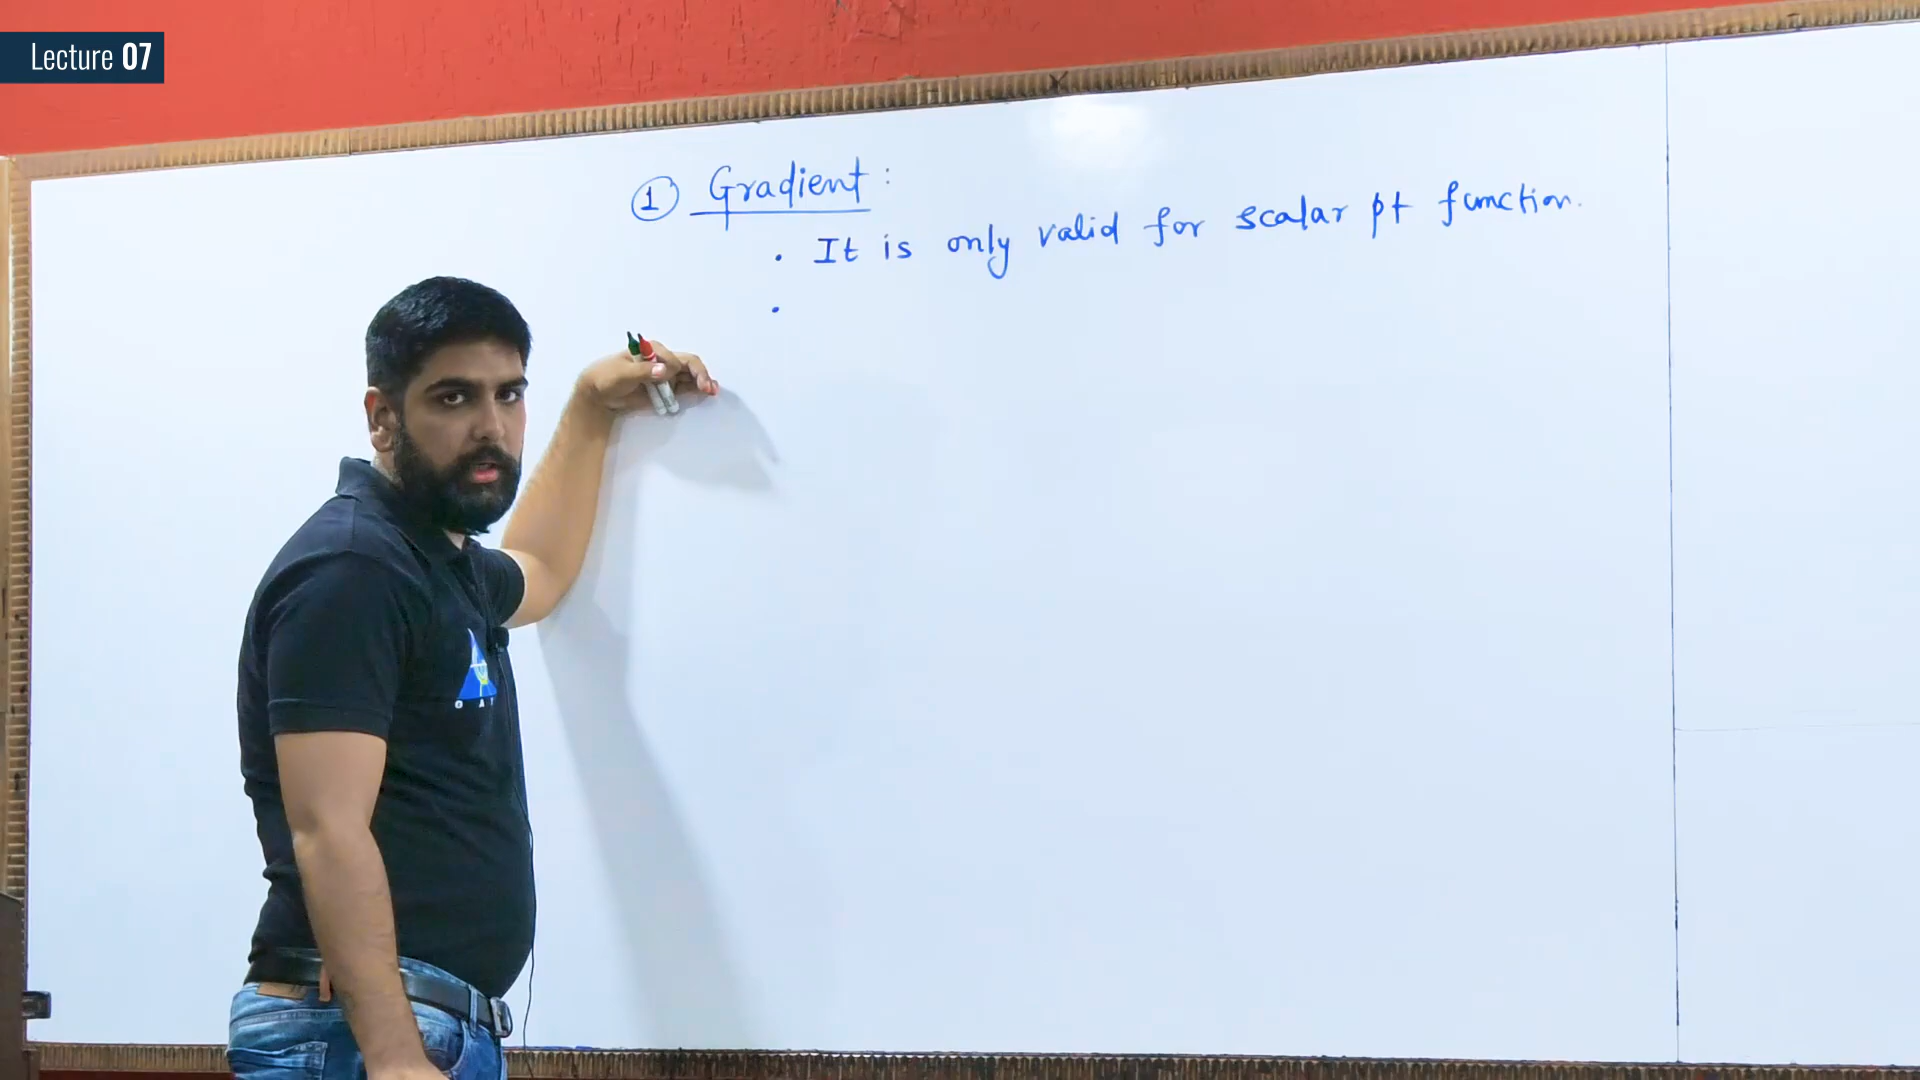 Lecture 07
① Gradient :
• It is only valid for scalar pt function.
•